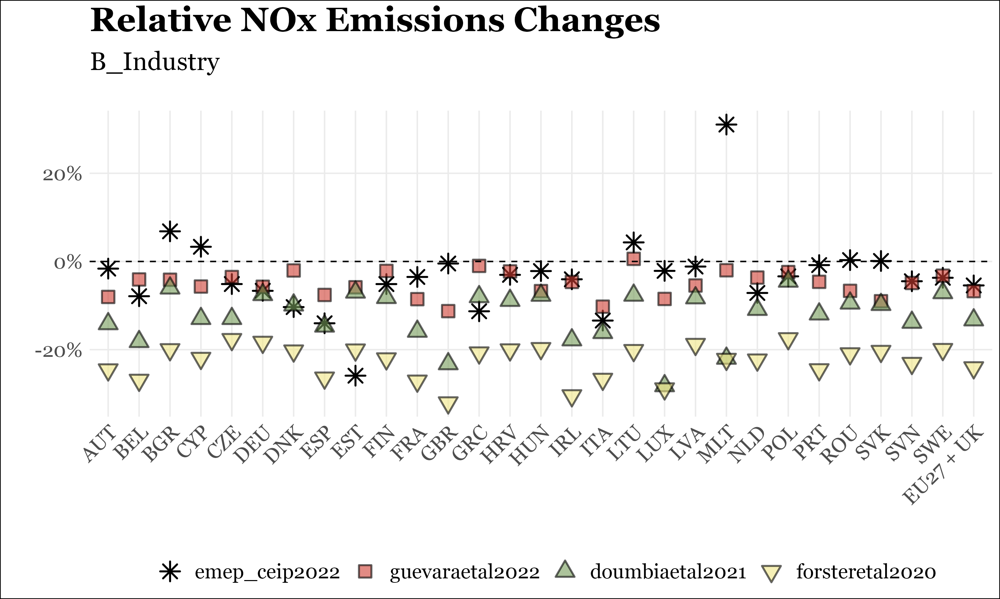 Relative NOx Emissions Changes
B_Industry
20%
0%
-20%
AUT
BEL
BGR
CYP
CZE
DEU
DNK
ESP
EST
FIN
FRA
GBR
GRC
HRV
HUN
IRL
ITA
LTU
LUX
LVA
MLT
NLD
POL
PRT
ROU
SVK
SVN
SWE
EU27 + UK
emep_ceip2022 guevaraetal2022 doumbiaetal2021 forsteretal2020